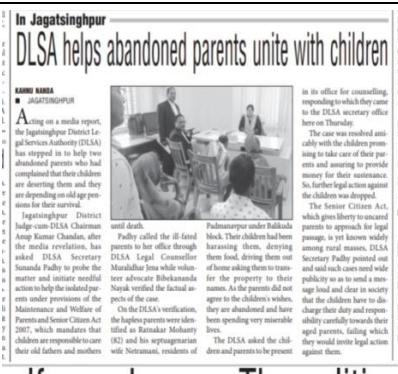 In Jagatsinghpur
DLSA helps abandoned parents unite with children
KAHNU NANDA
■ JAGATSINGHPUR
Acting on a media report,
the Jagatsinghpur District Le-
gal Services Authority (DLSA)
has stepped in to help two
abandoned parents who had
complained that their children
are deserting them and they
are depending on old age pen-
sions for their survival.
Jagatsinghpur District
Judge-cum-DLSA Chairman
Anup Kumar Chandan, after
the media revelation, has
asked DLSA Secretary
Sunanda Padhy to probe the
matter and initiate needful
action to help the isolated par-
ents under provisions of the
Maintenance and Welfare of
Parents and Senior Citizen Act
2007, which mandates that
children are responsible to care
their old fathers and mothers
until death.
Padhy called the ill-fated
parents to her office through
DLSA Legal Counsellor
Muralidhar Jena while volun-
teer advocate Bibekananda
Nayak verified the factual as-
pects of the case.
On the DLSA's verification,
the hapless parents were iden-
tified as Ratnakar Mohanty
(82) and his septuagenarian
wife Netramani, residents of
Padmanavpur under Balikuda
block. Their children had been
harassing them, denying
them food, driving them out
of home asking them to trans-
fer the property to their
names. As the parents did not
agree to the children's wishes,
they are abandoned and have
been spending very miserable
lives.
The DLSA asked the chil-
dren and parents to be present
in its office for counselling,
responding to which they came
to the DLSA secretary office
here on Thursday.
The case was resolved ami-
cably with the children prom-
ising to take care of their par-
ents and assuring to provide
money for their sustenance.
So, further legal action against
the children was dropped.
The Senior Citizen Act,
which gives liberty to uncared
parents to approach for legal
passage, is yet known widely
among rural masses, DLSA
Secretary Padhy pointed out
and said such cases need wide
publicity so as to send a mes-
sage loud and clear in society
that the children have to dis-
charge their duty and respon-
sibility carefully towards their
aged parents, failing which
they would invite legal action
against them.